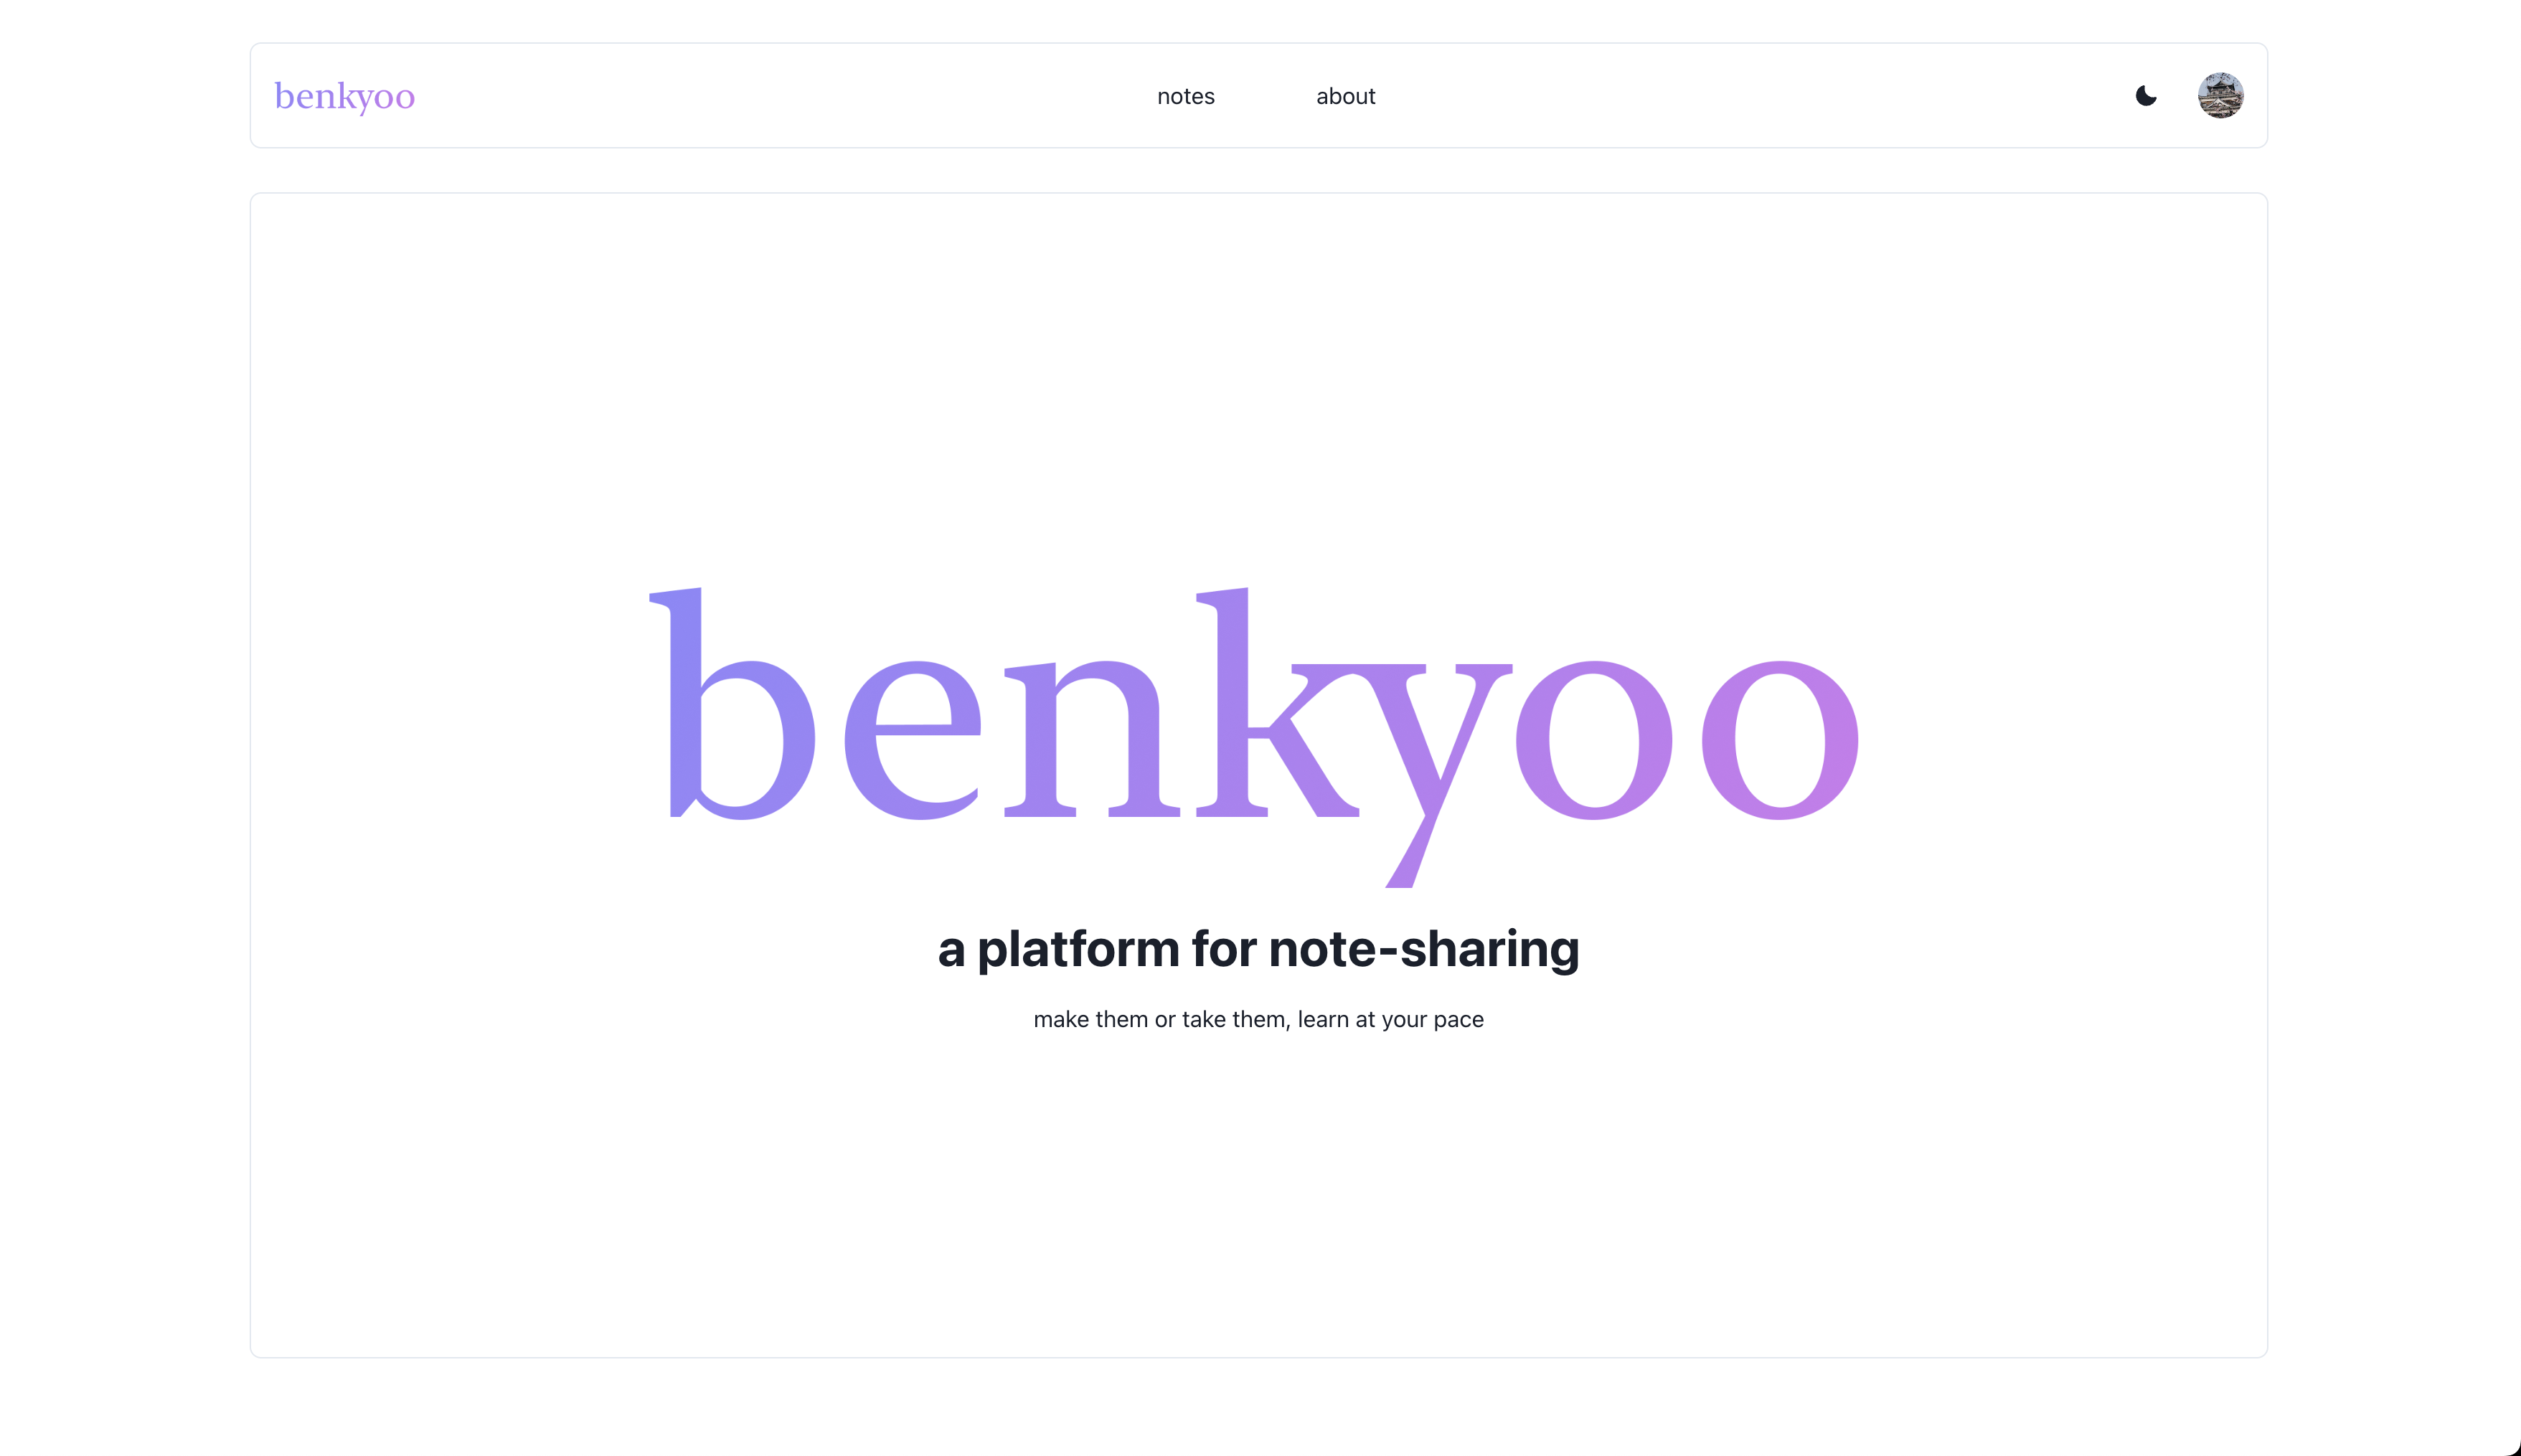 benkyoo
notes
about
benkyoo
a platform for note-sharing
make them or take them, learn at your pace